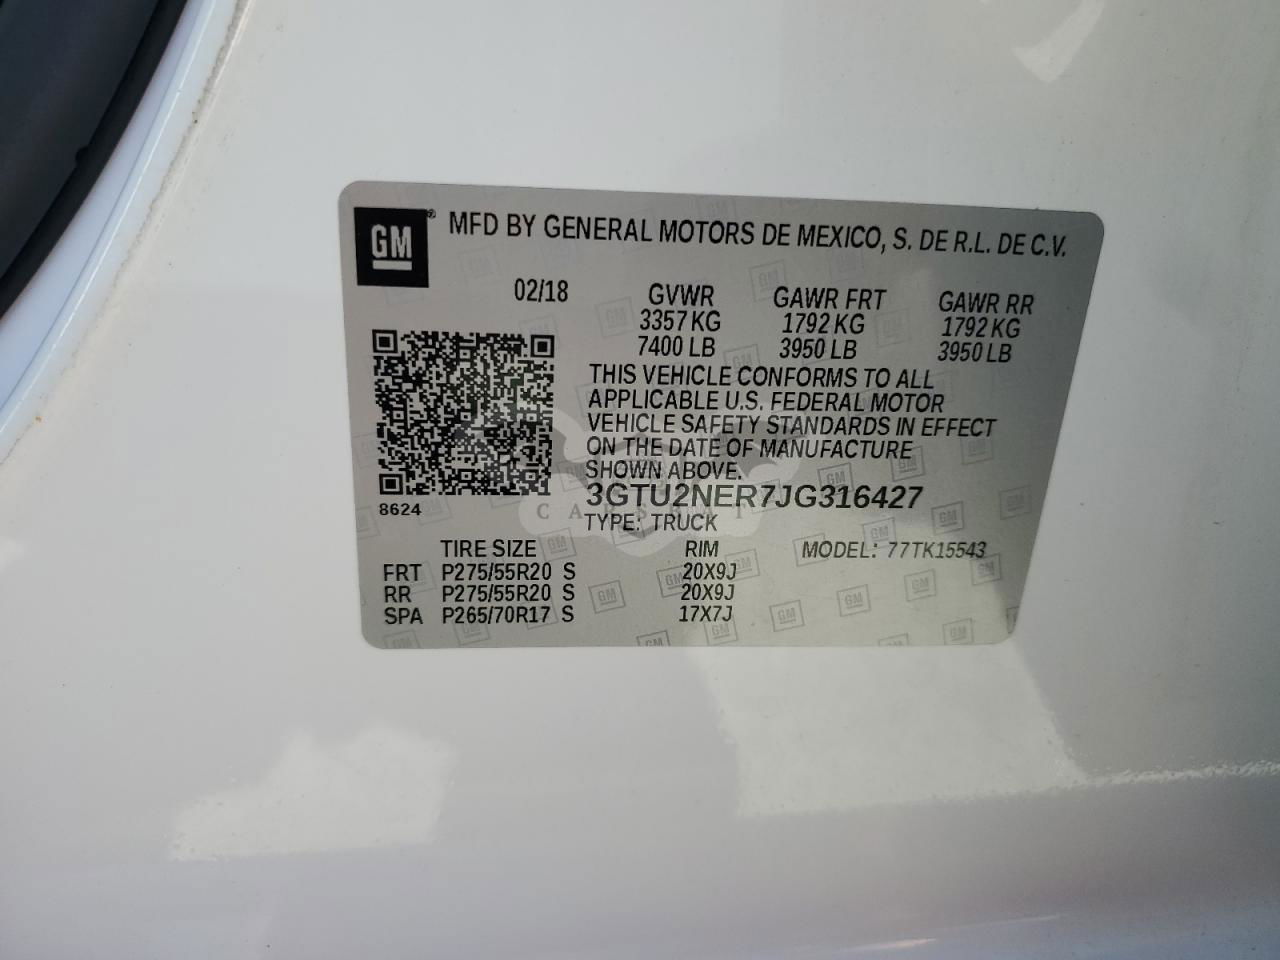 GM® MFD BY GENERAL MOTORS DE MEXICO, S. DE R.L. DE C.V.
02/18 GVWR GAWR FRT GAWR RR
3357 KG 1792 KG 1792 KG
7400 LB 3950 LB 3950 LB
THIS VEHICLE CONFORMS TO ALL
APPLICABLE U.S. FEDERAL MOTOR
VEHICLE SAFETY STANDARDS IN EFFECT
ON THE DATE OF MANUFACTURE
SHOWN ABOVE.
3GTU2NER7JG316427
8624
TYPE: TRUCK
TIRE SIZE RIM MODEL: 77TK15543
FRT P275/55R20 S 20X9J
RR P275/55R20 S 20X9J
SPA P265/70R17 S 17X7J